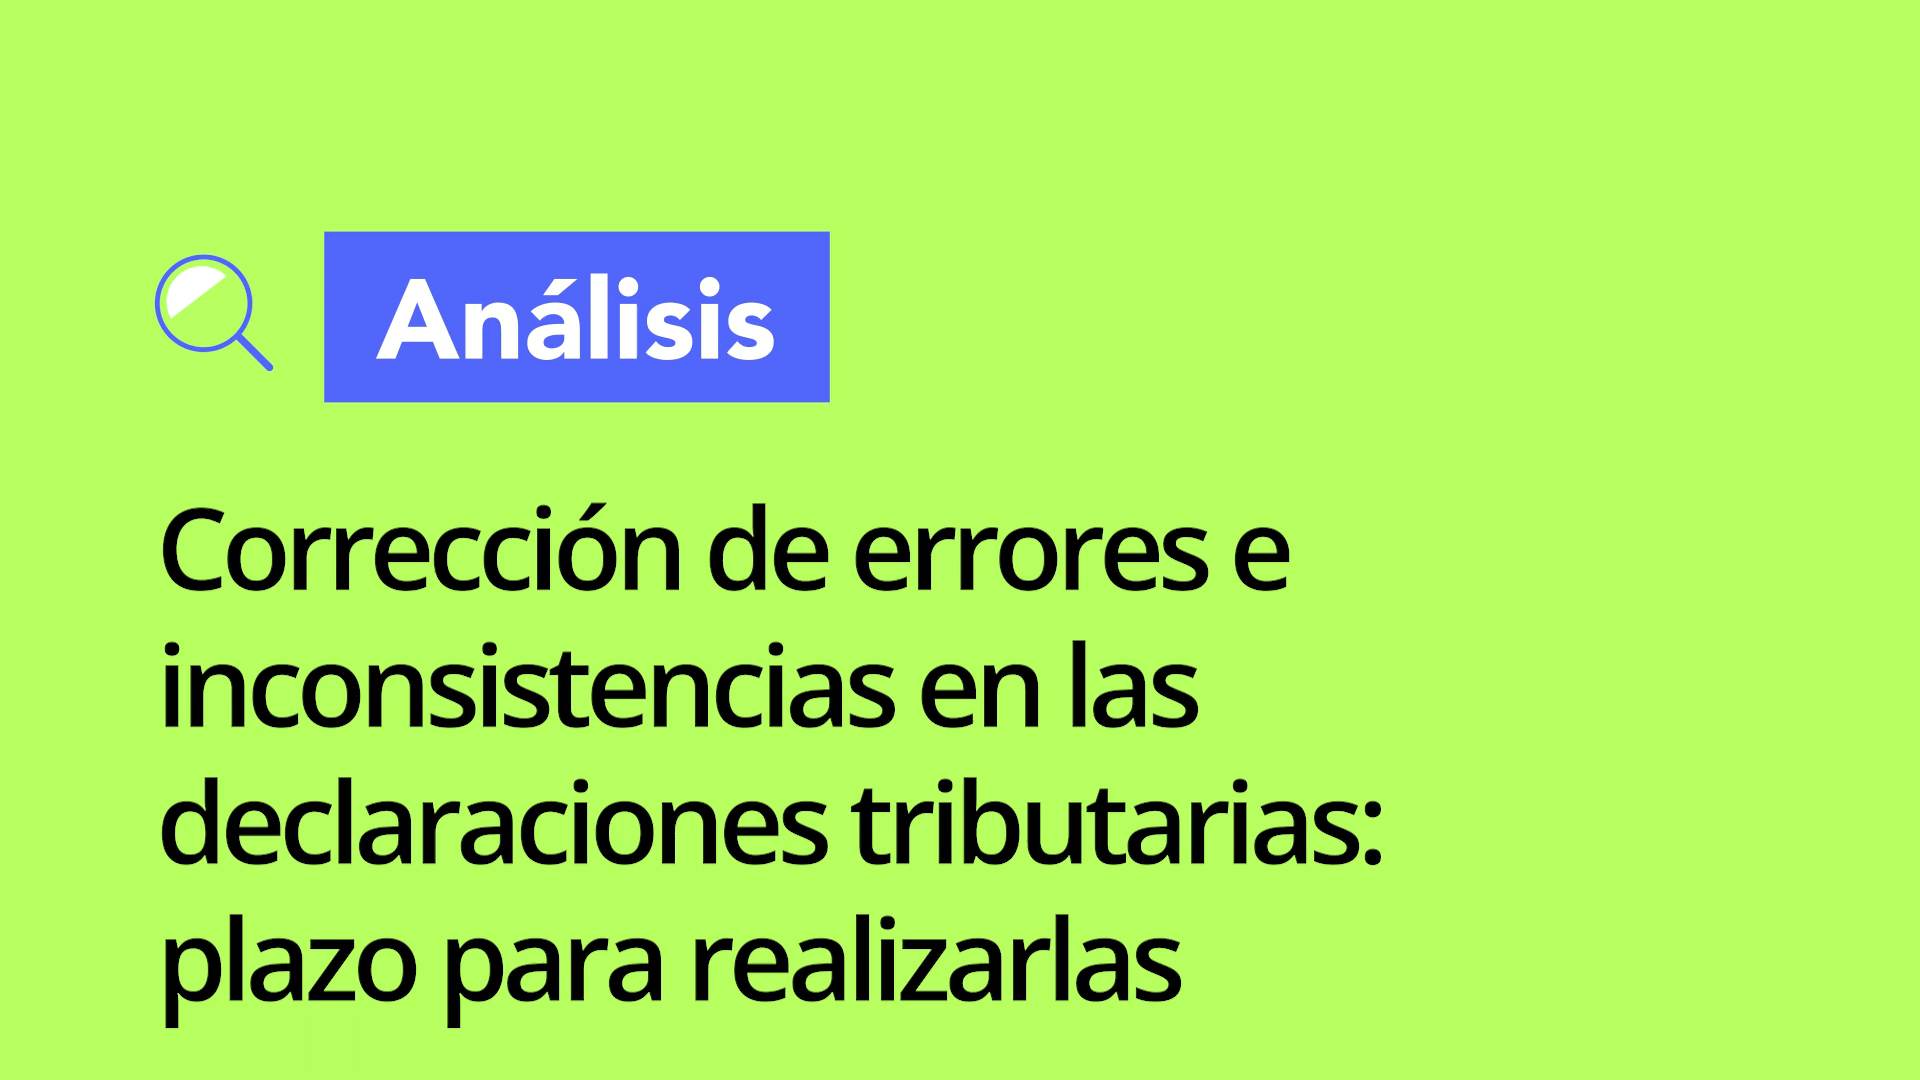 Análisis
Corrección de errores e
inconsistencias en las
declaraciones tributarias:
plazo para realizarlas